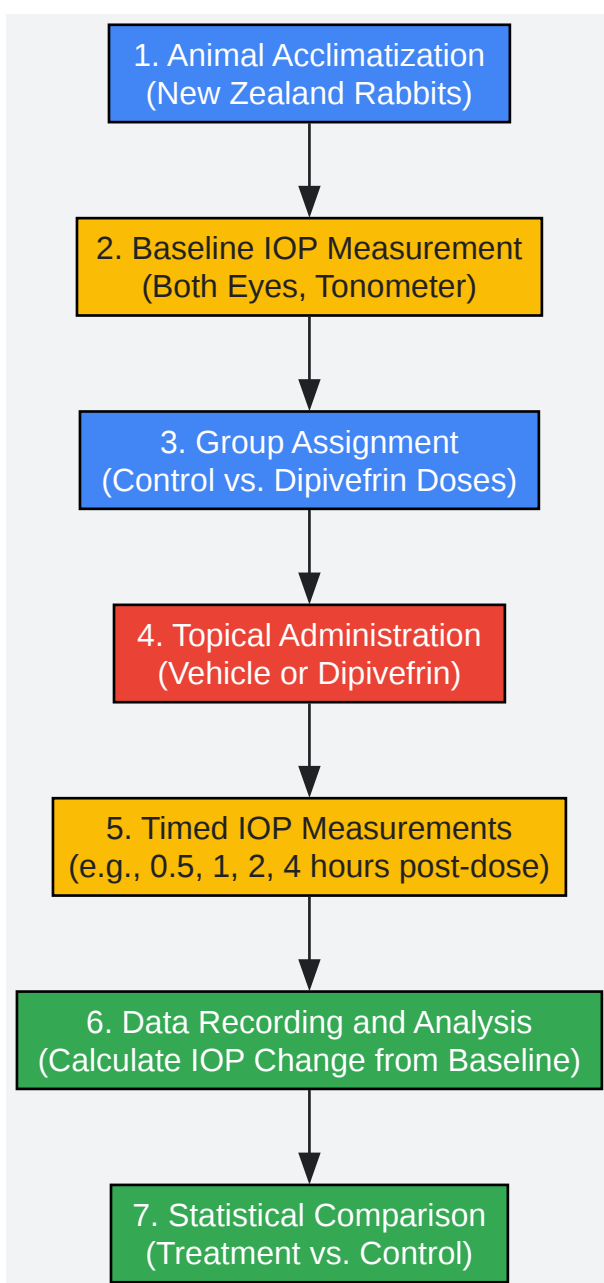 1. Animal Acclimatization
(New Zealand Rabbits)
2. Baseline IOP Measurement
(Both Eyes, Tonometer)
3. Group Assignment
(Control vs. Dipivefrin Doses)
4. Topical Administration
(Vehicle or Dipivefrin)
5. Timed IOP Measurements
(e.g., 0.5, 1, 2, 4 hours post-dose)
6. Data Recording and Analysis
(Calculate IOP Change from Baseline)
7. Statistical Comparison
(Treatment vs. Control)